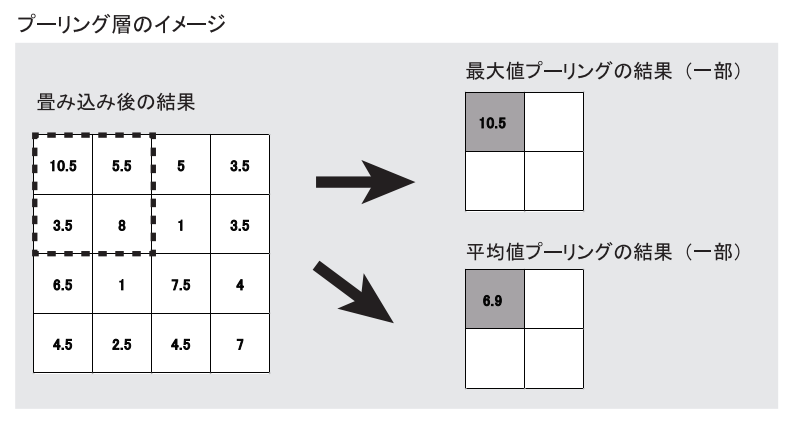 プーリング層のイメージ
畳み込み後の結果
10.5 5.5 5 3.5
3.5 8 1 3.5
6.5 1 7.5 4
4.5 2.5 4.5 7
最大値プーリングの結果（一部）
10.5
平均値プーリングの結果（一部）
6.9